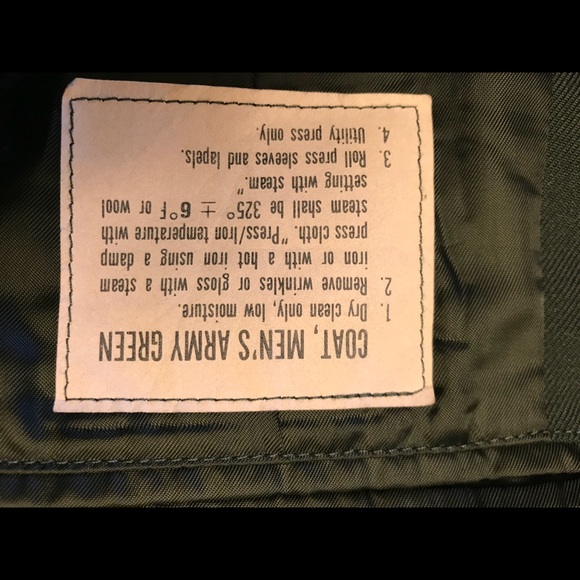 COAT, MEN'S ARMY GREEN
1. Dry clean only, low moisture.
2. Remove wrinkles or gloss with a steam
iron or with a hot iron using a damp
press cloth. "Press/Iron temperature with
steam shall be 325° ± 6°F or wool
setting with steam."
3. Roll press sleeves and lapels.
4. Utility press only.